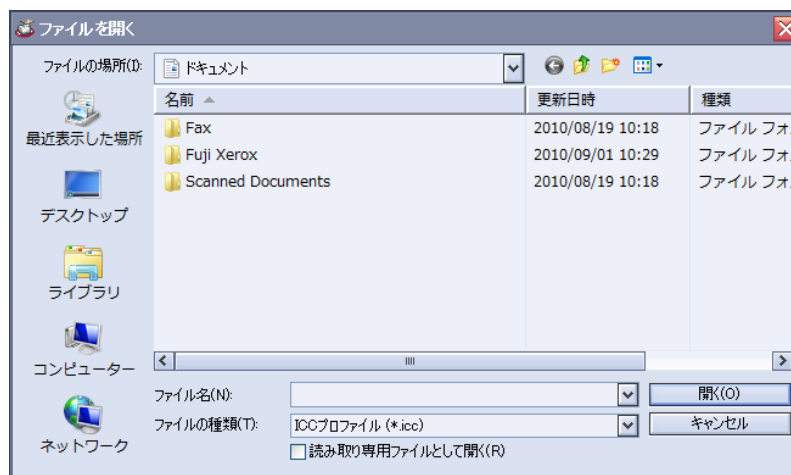 ファイルを開く
ファイルの場所(I): ドキュメント
最近表示した場所
デスクトップ
ライブラリ
コンピューター
ネットワーク
名前 更新日時 種類
Fax 2010/08/19 10:18 ファイル フォ
Fuji Xerox 2010/09/01 10:29 ファイル フォ
Scanned Documents 2010/08/19 10:18 ファイル フォ
ファイル名(N): 開く(O)
ファイルの種類(T): ICCプロファイル (*.icc) キャンセル
読み取り専用ファイルとして開く(R)